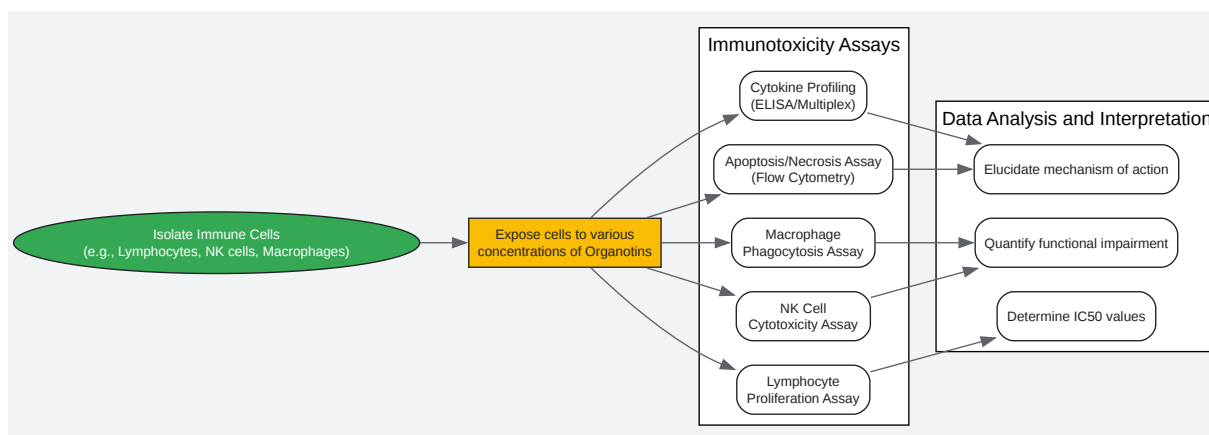 Isolate Immune Cells
(e.g., Lymphocytes, NK cells, Macrophages)
Expose cells to various
concentrations of Organotins
Immunotoxicity Assays
Cytokine Profiling
(ELISA/Multiplex)
Apoptosis/Necrosis Assay
(Flow Cytometry)
Macrophage
Phagocytosis Assay
NK Cell
Cytotoxicity Assay
Lymphocyte
Proliferation Assay
Data Analysis and Interpretation
Elucidate mechanism of action
Quantify functional impairment
Determine IC50 values